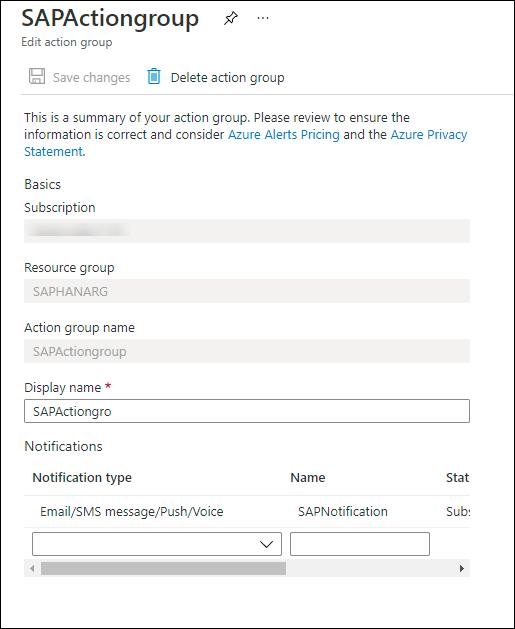 SAPActiongroup
Edit action group
Save changes
Delete action group
This is a summary of your action group. Please review to ensure the
information is correct and consider Azure Alerts Pricing and the Azure Privacy
Statement.
Basics
Subscription
Resource group
SAPHANARG
Action group name
SAPActiongroup
Display name *
SAPActiongro
Notifications
Notification type Name Stat
Email/SMS message/Push/Voice SAPNotification Subs